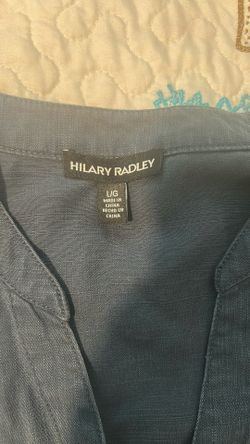 HILARY RADLEY
L/G
MADE IN
CHINA
HECHO EN
CHINA